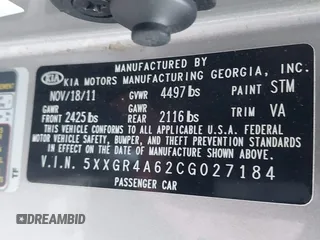 MANUFACTURED BY
KIA KIA MOTORS MANUFACTURING GEORGIA, INC.
NOV/18/11 GVWR 4497 lbs PAINT STM
GAWR GAWR
FRONT 2425 lbs REAR 2116 lbs TRIM VA
THIS VEHICLE CONFORMS TO ALL APPLICABLE U.S.A. FEDERAL
MOTOR VEHICLE SAFETY, BUMPER, AND THEFT PREVENTION STANDARDS
IN EFFECT ON THE DATE OF MANUFACTURE SHOWN ABOVE.
V.I.N. 5XXGR4A62CG027184
PASSENGER CAR
TP
DREAMBID